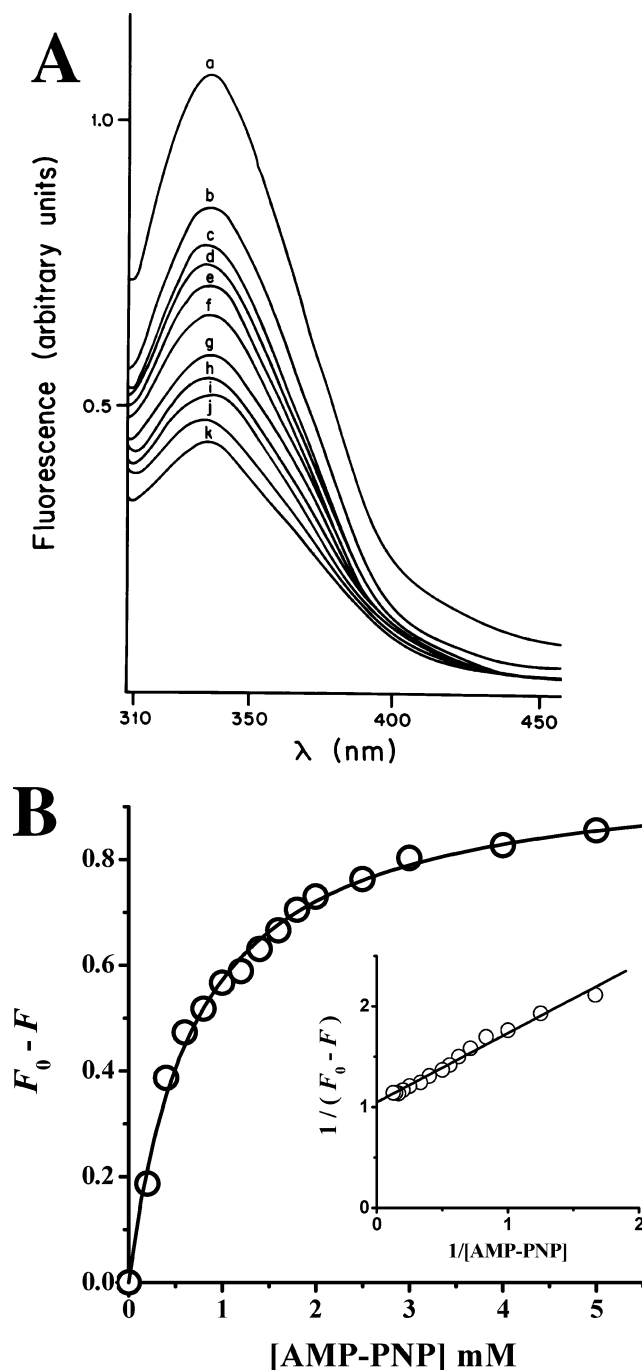 A
Fluorescence (arbitrary units)
1.0
0.5
a
b
c
d
e
f
g
h
i
j
k
310
350
400
450
λ (nm)
B
F₀ - F
0.8
0.6
0.4
0.2
0.0
0
1
2
3
4
5
[AMP-PNP] mM
1 / ( F₀ - F )
2
1
0
0
1
2
1/[AMP-PNP]